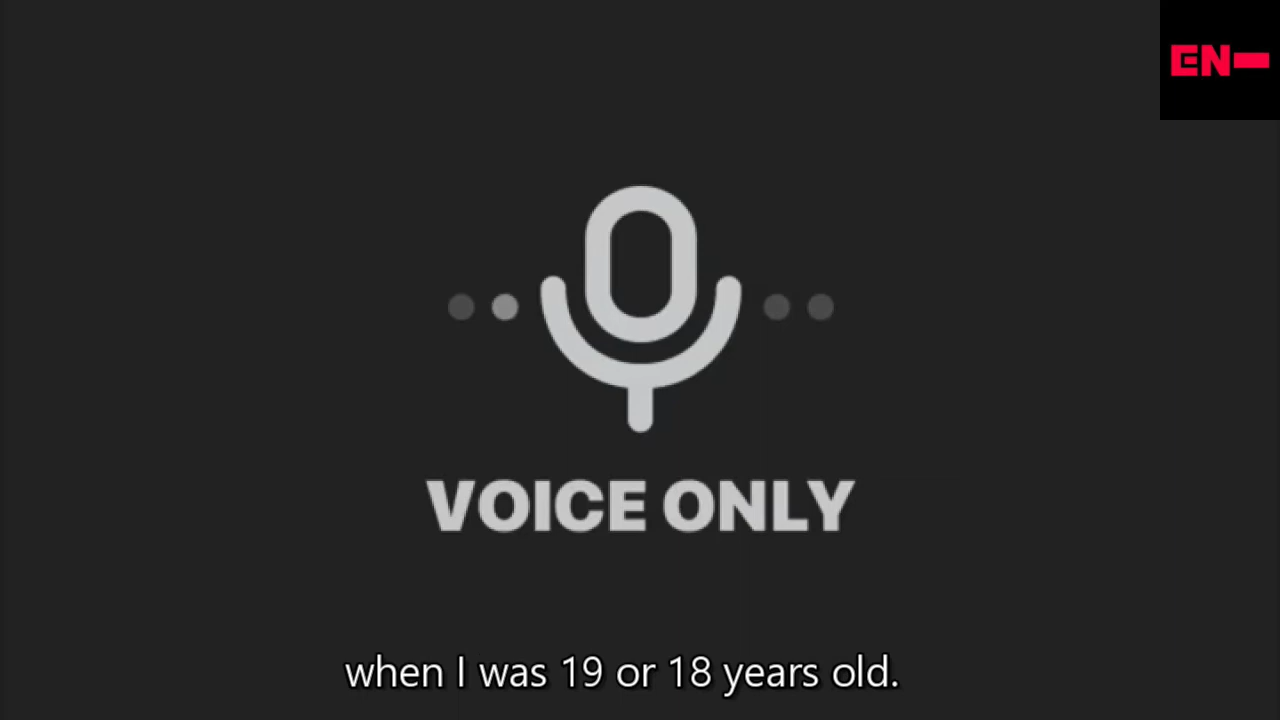 EN-
VOICE ONLY
when I was 19 or 18 years old.